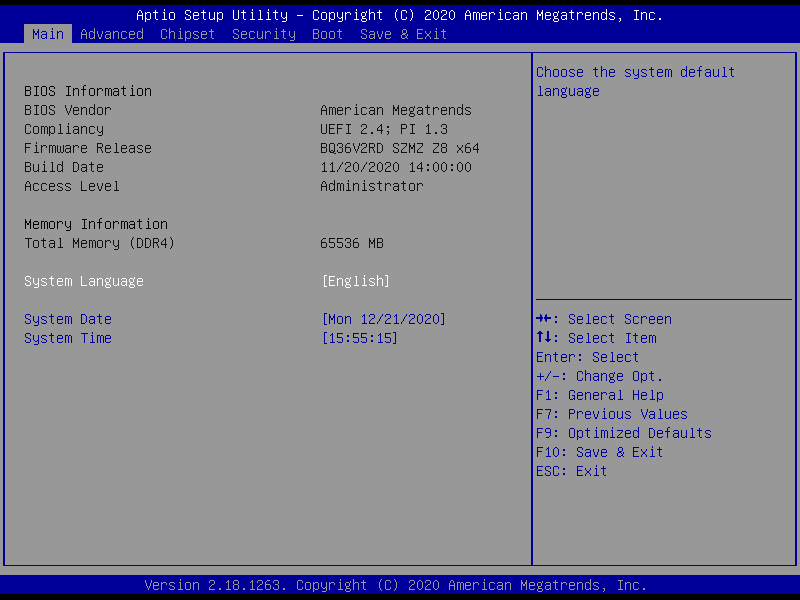 Aptio Setup Utility – Copyright (C) 2020 American Megatrends, Inc.
Main Advanced Chipset Security Boot Save & Exit
BIOS Information
BIOS Vendor American Megatrends
Compliancy UEFI 2.4; PI 1.3
Firmware Release BQ36V2RD SZMZ Z8 x64
Build Date 11/20/2020 14:00:00
Access Level Administrator
Memory Information
Total Memory (DDR4) 65536 MB
System Language [English]
System Date [Mon 12/21/2020]
System Time [15:55:15]
Choose the system default
language
→←: Select Screen
↑↓: Select Item
Enter: Select
+/–: Change Opt.
F1: General Help
F7: Previous Values
F9: Optimized Defaults
F10: Save & Exit
ESC: Exit
Version 2.18.1263. Copyright (C) 2020 American Megatrends, Inc.